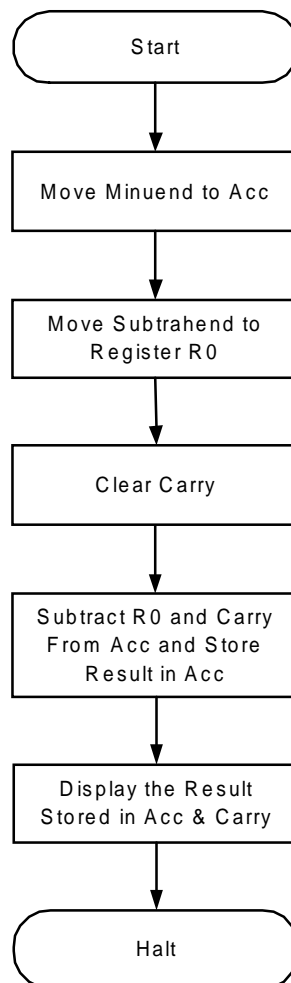 Start
Move Minuend to Acc
Move Subtrahend to
Register R0
Clear Carry
Subtract R0 and Carry
From Acc and Store
Result in Acc
Display the Result
Stored in Acc & Carry
Halt